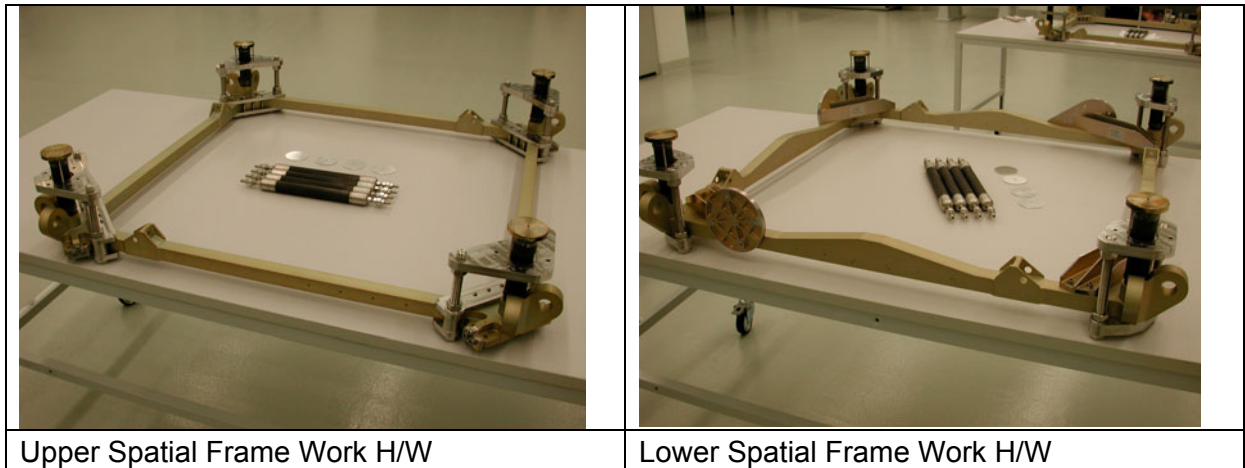 Upper Spatial Frame Work H/W
Lower Spatial Frame Work H/W